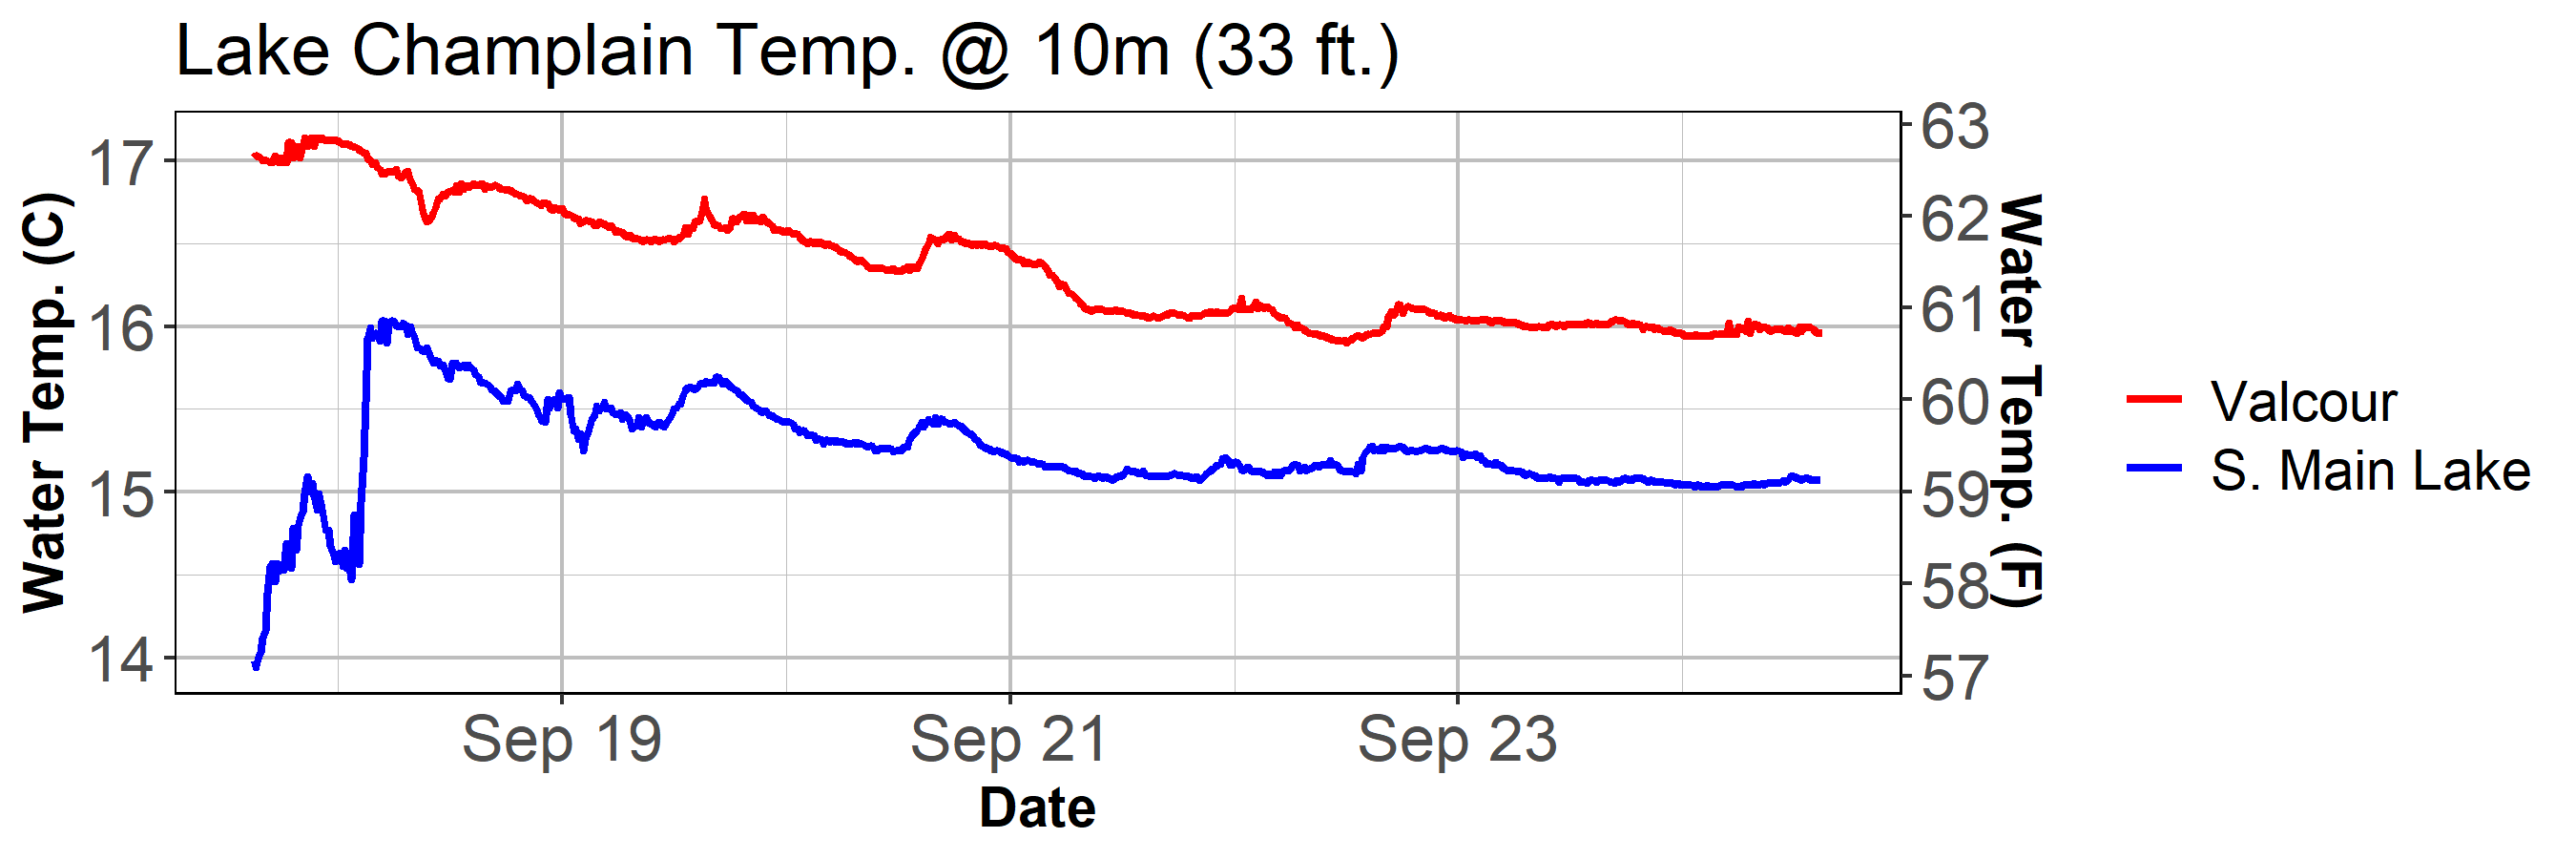 Lake Champlain Temp. @ 10m (33 ft.)
Water Temp. (C)
17
16
15
14
63
62
61
60
59
58
57
Water Temp. (F)
Sep 19
Sep 21
Sep 23
Date
Valcour
S. Main Lake